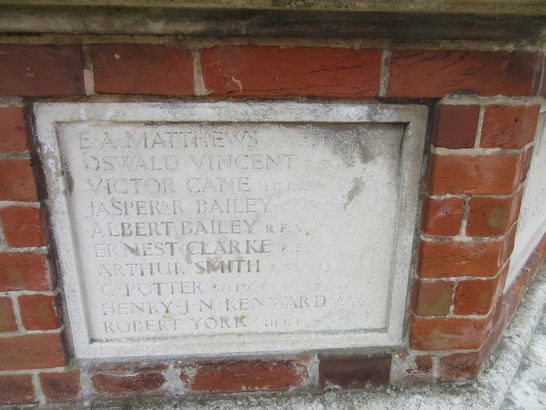 E·A·MATTHEWS
OSWALD VINCENT
VICTOR CANE
JASPER·R·BAILEY
ALBERT BAILEY R.F.A.
ERNEST CLARKE R.E.
ARTHUR SMITH
G·POTTER
HENRY·J·N·KENWARD
ROBERT YORK